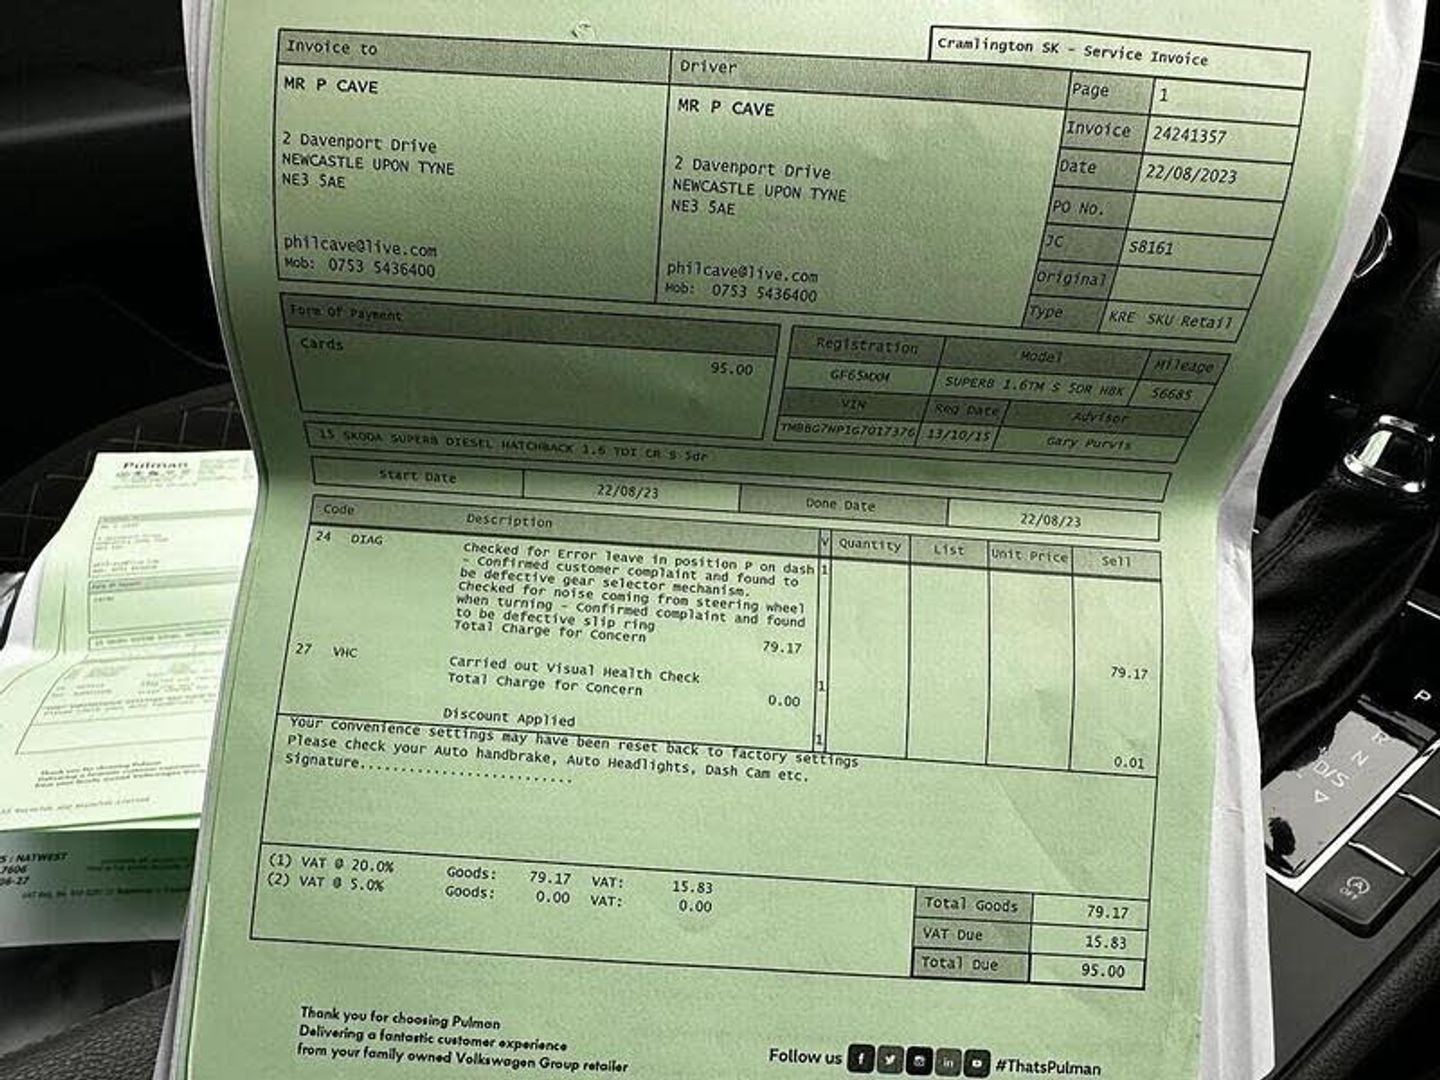 Cramlington SK - Service Invoice
Invoice to
MR P CAVE
2 Davenport Drive
NEWCASTLE UPON TYNE
NE3 5AE
philcave@live.com
Mob: 0753 5436400
Driver
MR P CAVE
2 Davenport Drive
NEWCASTLE UPON TYNE
NE3 5AE
philcave@live.com
Mob: 0753 5436400
Page 1
Invoice 24241357
Date 22/08/2023
PO No.
JC S8161
Original
Type KRE SKU Retail
Form Of Payment
Cards 95.00
Registration Model Mileage
GF65MXM SUPERB 1.6TM S 5DR HBK 56685
VIN Reg Date Advisor
TMBBG7NP1G7017376 13/10/15 Gary Purvis
15 SKODA SUPERB DIESEL HATCHBACK 1.6 TDI CR S 5dr
Start Date 22/08/23 Done Date 22/08/23
Code Description V Quantity List Unit Price Sell
24 DIAG Checked for Error leave in position P on dash 1
- Confirmed customer complaint and found to
be defective gear selector mechanism.
Checked for noise coming from steering wheel
when turning - Confirmed complaint and found
to be defective slip ring
Total Charge for Concern 79.17 79.17
27 VHC Carried out Visual Health Check 1
Total Charge for Concern 0.00
Discount Applied 1 0.01
Your convenience settings may have been reset back to factory settings
Please check your Auto handbrake, Auto Headlights, Dash Cam etc.
Signature..........................
(1) VAT @ 20.0% Goods: 79.17 VAT: 15.83
(2) VAT @ 5.0% Goods: 0.00 VAT: 0.00
Total Goods 79.17
VAT Due 15.83
Total Due 95.00
Thank you for choosing Pulman
Delivering a fantastic customer experience
from your family owned Volkswagen Group retailer
Follow us #ThatsPulman
Pulman
Thank you for choosing Pulman
: NATWEST
7606
P
R
N
D/S
OFF